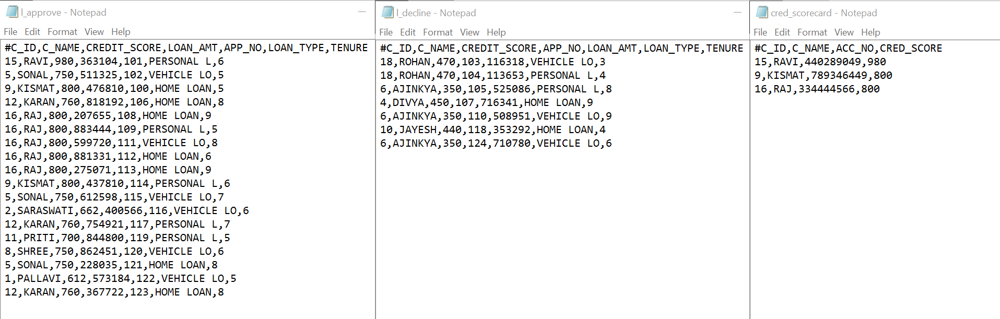 l_approve - Notepad
File Edit Format View Help
#C_ID,C_NAME,CREDIT_SCORE,LOAN_AMT,APP_NO,LOAN_TYPE,TENURE
15,RAVI,980,363104,101,PERSONAL L,6
5,SONAL,750,511325,102,VEHICLE LO,5
9,KISMAT,800,476810,100,HOME LOAN,5
12,KARAN,760,818192,106,HOME LOAN,8
16,RAJ,800,207655,108,HOME LOAN,9
16,RAJ,800,883444,109,PERSONAL L,5
16,RAJ,800,599720,111,VEHICLE LO,8
16,RAJ,800,881331,112,HOME LOAN,6
16,RAJ,800,275071,113,HOME LOAN,9
9,KISMAT,800,437810,114,PERSONAL L,6
5,SONAL,750,612598,115,VEHICLE LO,7
2,SARASWATI,662,400566,116,VEHICLE LO,6
12,KARAN,760,754921,117,PERSONAL L,7
11,PRITI,700,844800,119,PERSONAL L,5
8,SHREE,750,862451,120,VEHICLE LO,6
5,SONAL,750,228035,121,HOME LOAN,8
1,PALLAVI,612,573184,122,VEHICLE LO,5
12,KARAN,760,367722,123,HOME LOAN,8
l_decline - Notepad
File Edit Format View Help
#C_ID,C_NAME,CREDIT_SCORE,APP_NO,LOAN_AMT,LOAN_TYPE,TENURE
18,ROHAN,470,103,116318,VEHICLE LO,3
18,ROHAN,470,104,113653,PERSONAL L,4
6,AJINKYA,350,105,525086,PERSONAL L,8
4,DIVYA,450,107,716341,HOME LOAN,9
6,AJINKYA,350,110,508951,VEHICLE LO,9
10,JAYESH,440,118,353292,HOME LOAN,4
6,AJINKYA,350,124,710780,VEHICLE LO,6
cred_scorecard - Notepad
File Edit Format View Help
#C_ID,C_NAME,ACC_NO,CRED_SCORE
15,RAVI,440289049,980
9,KISMAT,789346449,800
16,RAJ,334444566,800